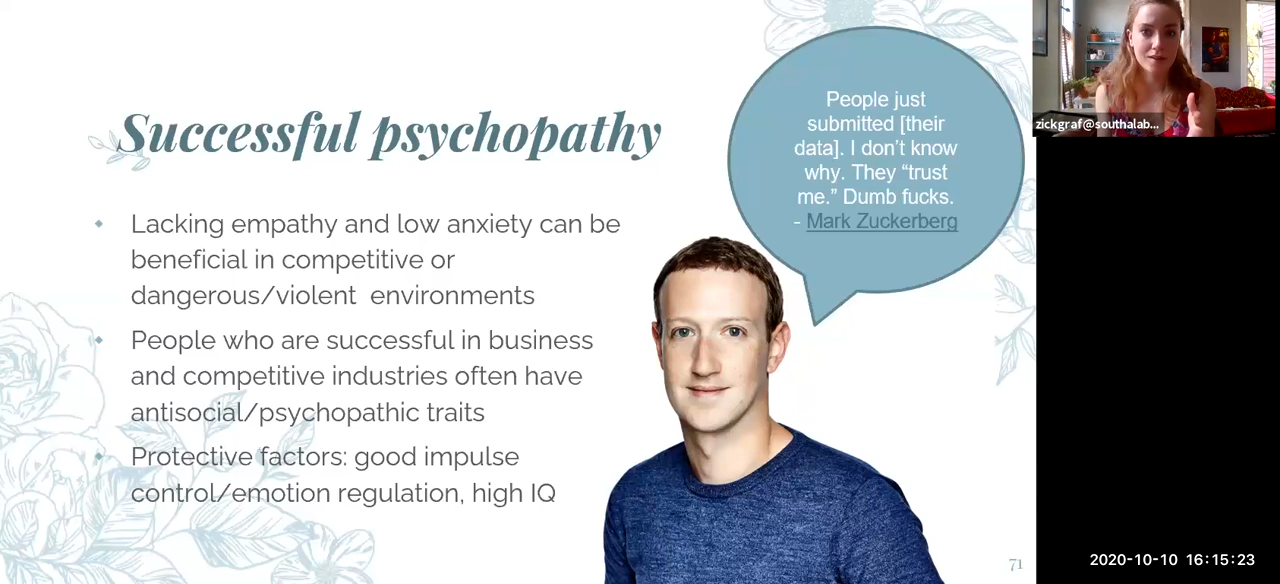 Successful psychopathy
Lacking empathy and low anxiety can be
beneficial in competitive or
dangerous/violent  environments
People who are successful in business
and competitive industries often have
antisocial/psychopathic traits
Protective factors: good impulse
control/emotion regulation, high IQ
People just
submitted [their
data]. I don’t know
why. They “trust
me.” Dumb fucks.
- Mark Zuckerberg
71
zickgraf@southalab...
2020-10-10 16:15:23